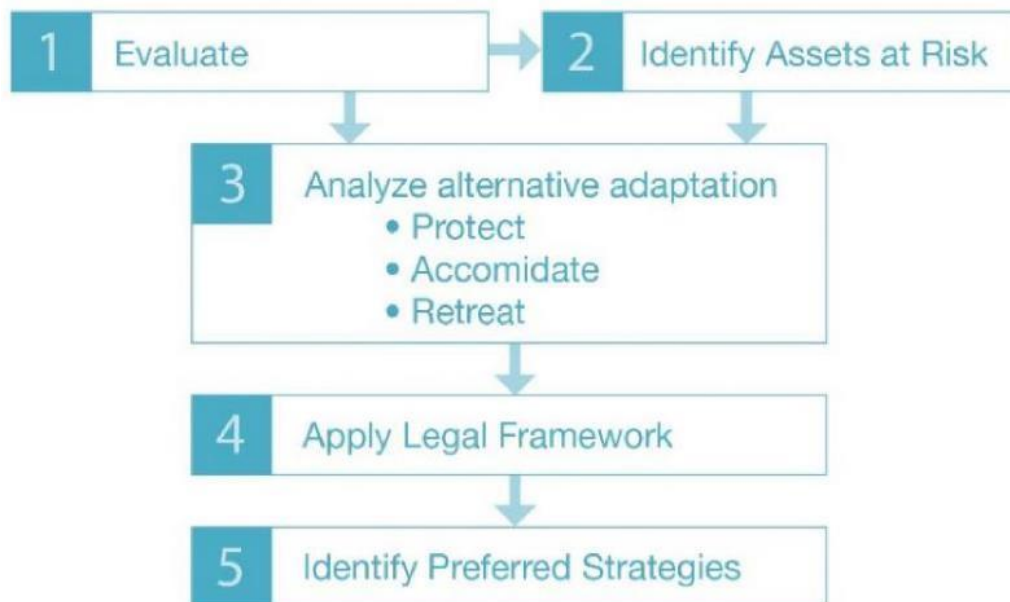 1 Evaluate
2 Identify Assets at Risk
3 Analyze alternative adaptation
• Protect
• Accomidate
• Retreat
4 Apply Legal Framework
5 Identify Preferred Strategies